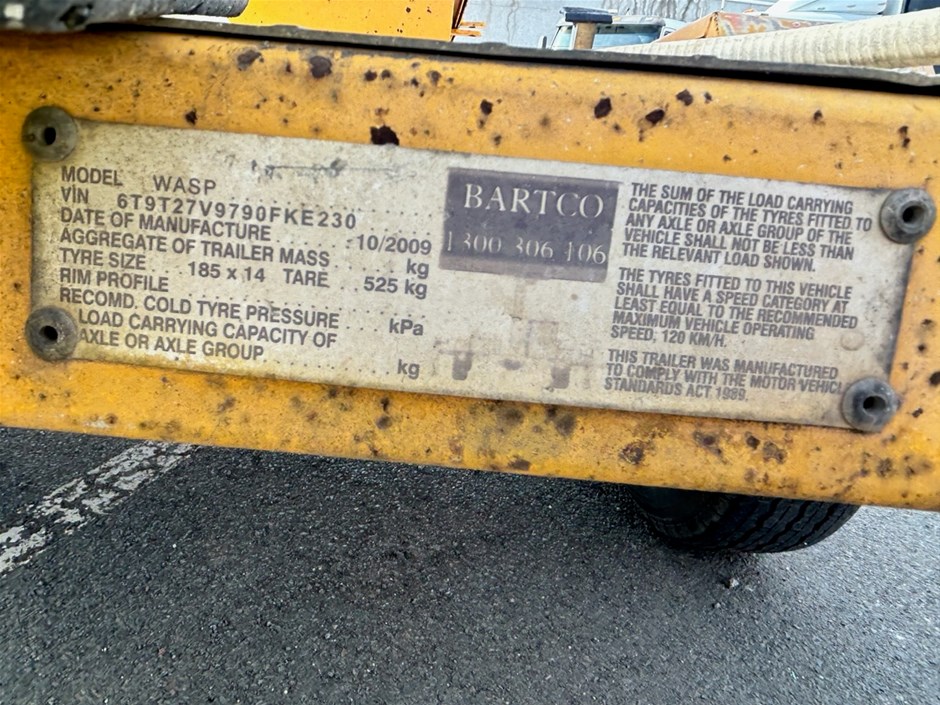 MODEL WASP
VIN 6T9T27V9790FKE230
DATE OF MANUFACTURE 10/2009
AGGREGATE OF TRAILER MASS . . . kg
TYRE SIZE 185 x 14 TARE . . 525 kg
RIM PROFILE
RECOMD. COLD TYRE PRESSURE . . . kPa
LOAD CARRYING CAPACITY OF
AXLE OR AXLE GROUP kg
BARTCO
1300 306 106
THE SUM OF THE LOAD CARRYING
CAPACITIES OF THE TYRES FITTED TO
ANY AXLE OR AXLE GROUP OF THE
VEHICLE SHALL NOT BE LESS THAN
THE RELEVANT LOAD SHOWN.
THE TYRES FITTED TO THIS VEHICLE
SHALL HAVE A SPEED CATEGORY AT
LEAST EQUAL TO THE RECOMMENDED
MAXIMUM VEHICLE OPERATING
SPEED, 120 KM/H.
THIS TRAILER WAS MANUFACTURED
TO COMPLY WITH THE MOTOR VEHICL
STANDARDS ACT 1989.